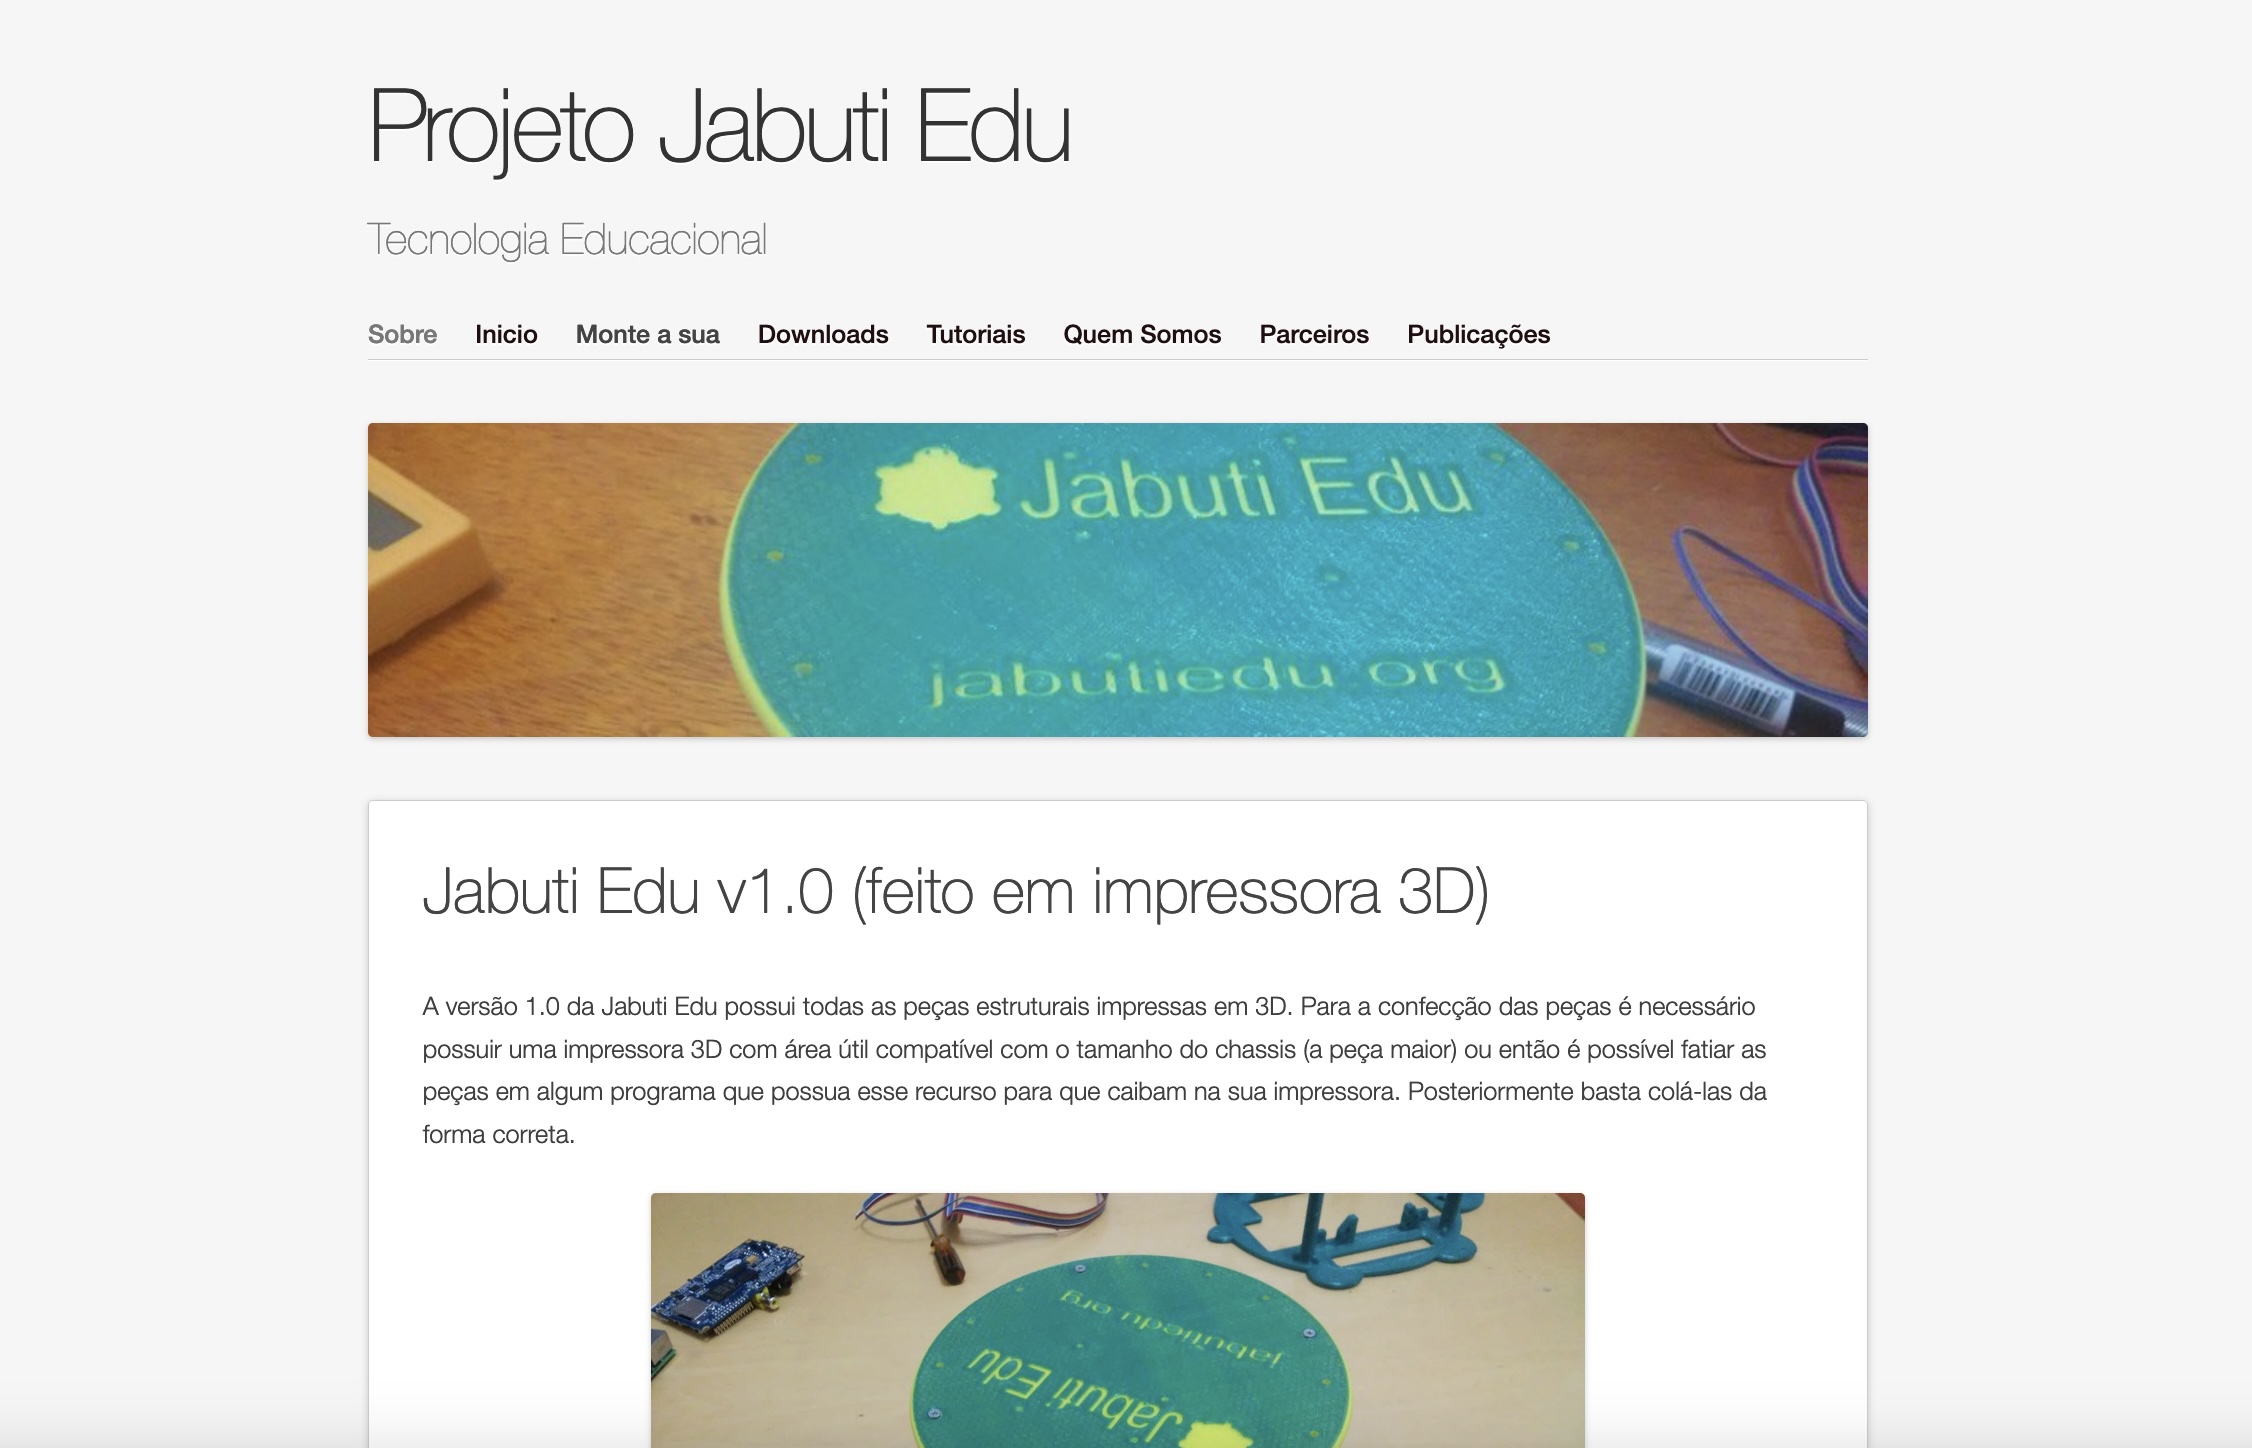 Projeto Jabuti Edu
Tecnologia Educacional
Sobre Inicio Monte a sua Downloads Tutoriais Quem Somos Parceiros Publicações
Jabuti Edu
jabutiedu org
Jabuti Edu v1.0 (feito em impressora 3D)
A versão 1.0 da Jabuti Edu possui todas as peças estruturais impressas em 3D. Para a confecção das peças é necessário
possuir uma impressora 3D com área útil compatível com o tamanho do chassis (a peça maior) ou então é possível fatiar as
peças em algum programa que possua esse recurso para que caibam na sua impressora. Posteriormente basta colá-las da
forma correta.
jabutiedu org
Jabuti Edu